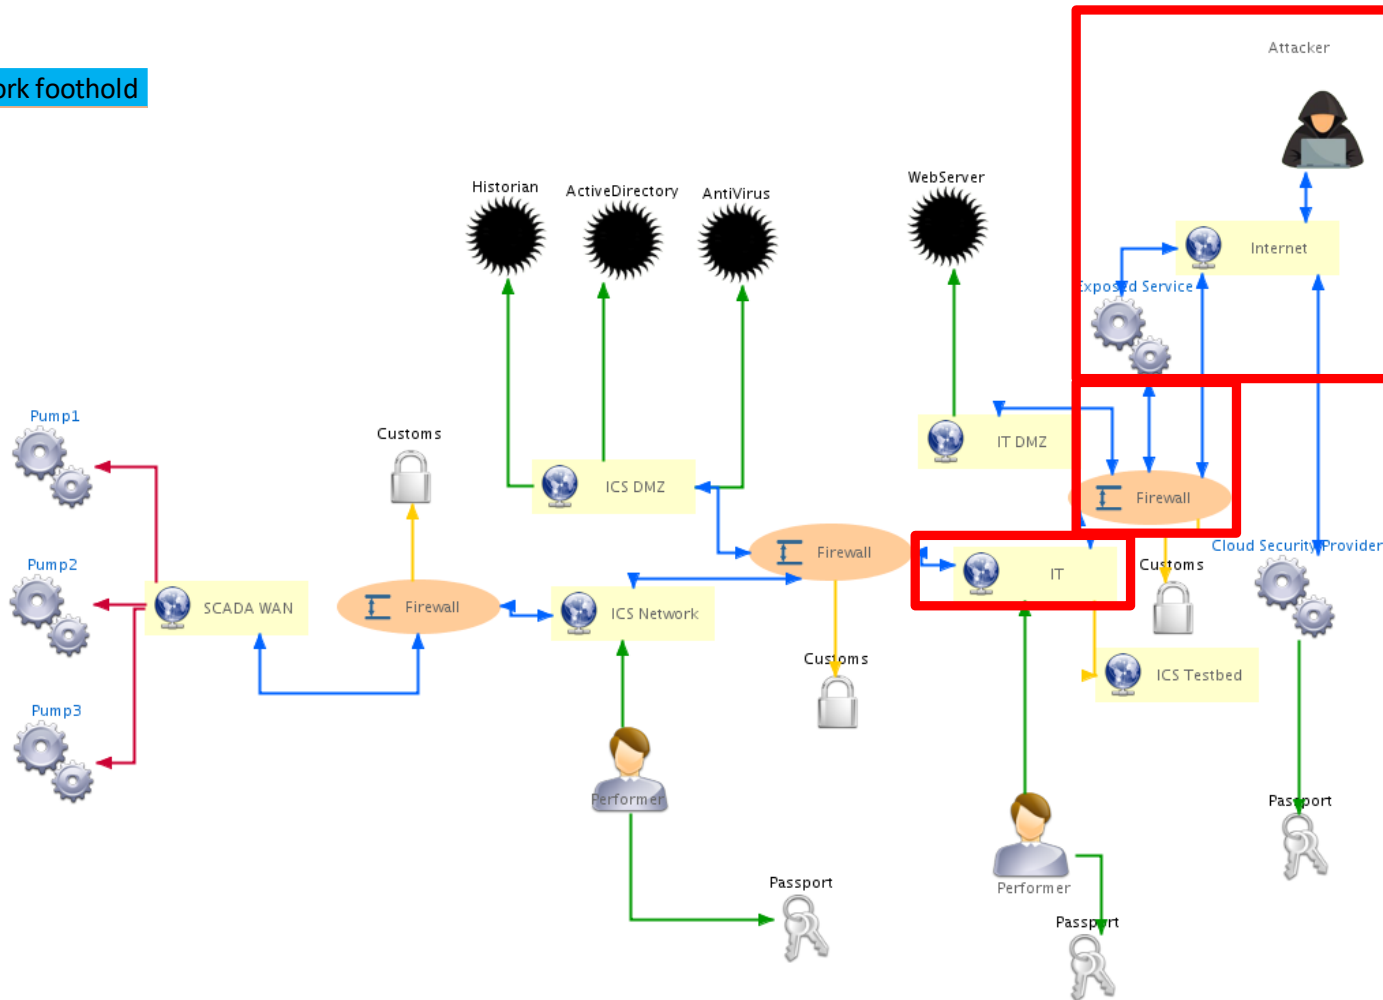 ork foothold
Attacker
Historian
ActiveDirectory
AntiVirus
WebServer
Internet
Exposed Service
Pump1
Customs
IT DMZ
ICS DMZ
Firewall
Firewall
Cloud Security Provider
Pump2
Customs
IT
SCADA WAN
Firewall
ICS Network
Customs
ICS Testbed
Pump3
Performer
Passport
Passport
Performer
Passport